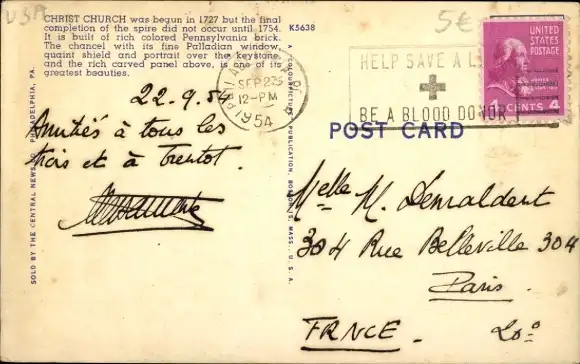 USA
CHRIST CHURCH was begun in 1727 but the final
completion of the spire did not occur until 1754.
It is built of rich colored Pennsylvania brick.
The chancel with its fine Palladian window,
quaint shield and portrait over the keystone
and the rich carved panel above, is one of its
greatest beauties.
22.9.54
Amitiés à tous les
trois et à bientot.
SOLD BY THE CENTRAL NEWS CO., PHILADELPHIA, PA.
K5638
A "COLOURPICTURE" PUBLICATION, BOSTON, MASS., U.S.A.
5€
SEP 23
12-PM
1954
HELP SAVE A
BE A BLOOD DONOR
UNITED
STATES
POSTAGE
CENTS 4
POST CARD
Melle M. Demaldent
304 Rue Belleville 304
Paris.
FRANCE. 20e